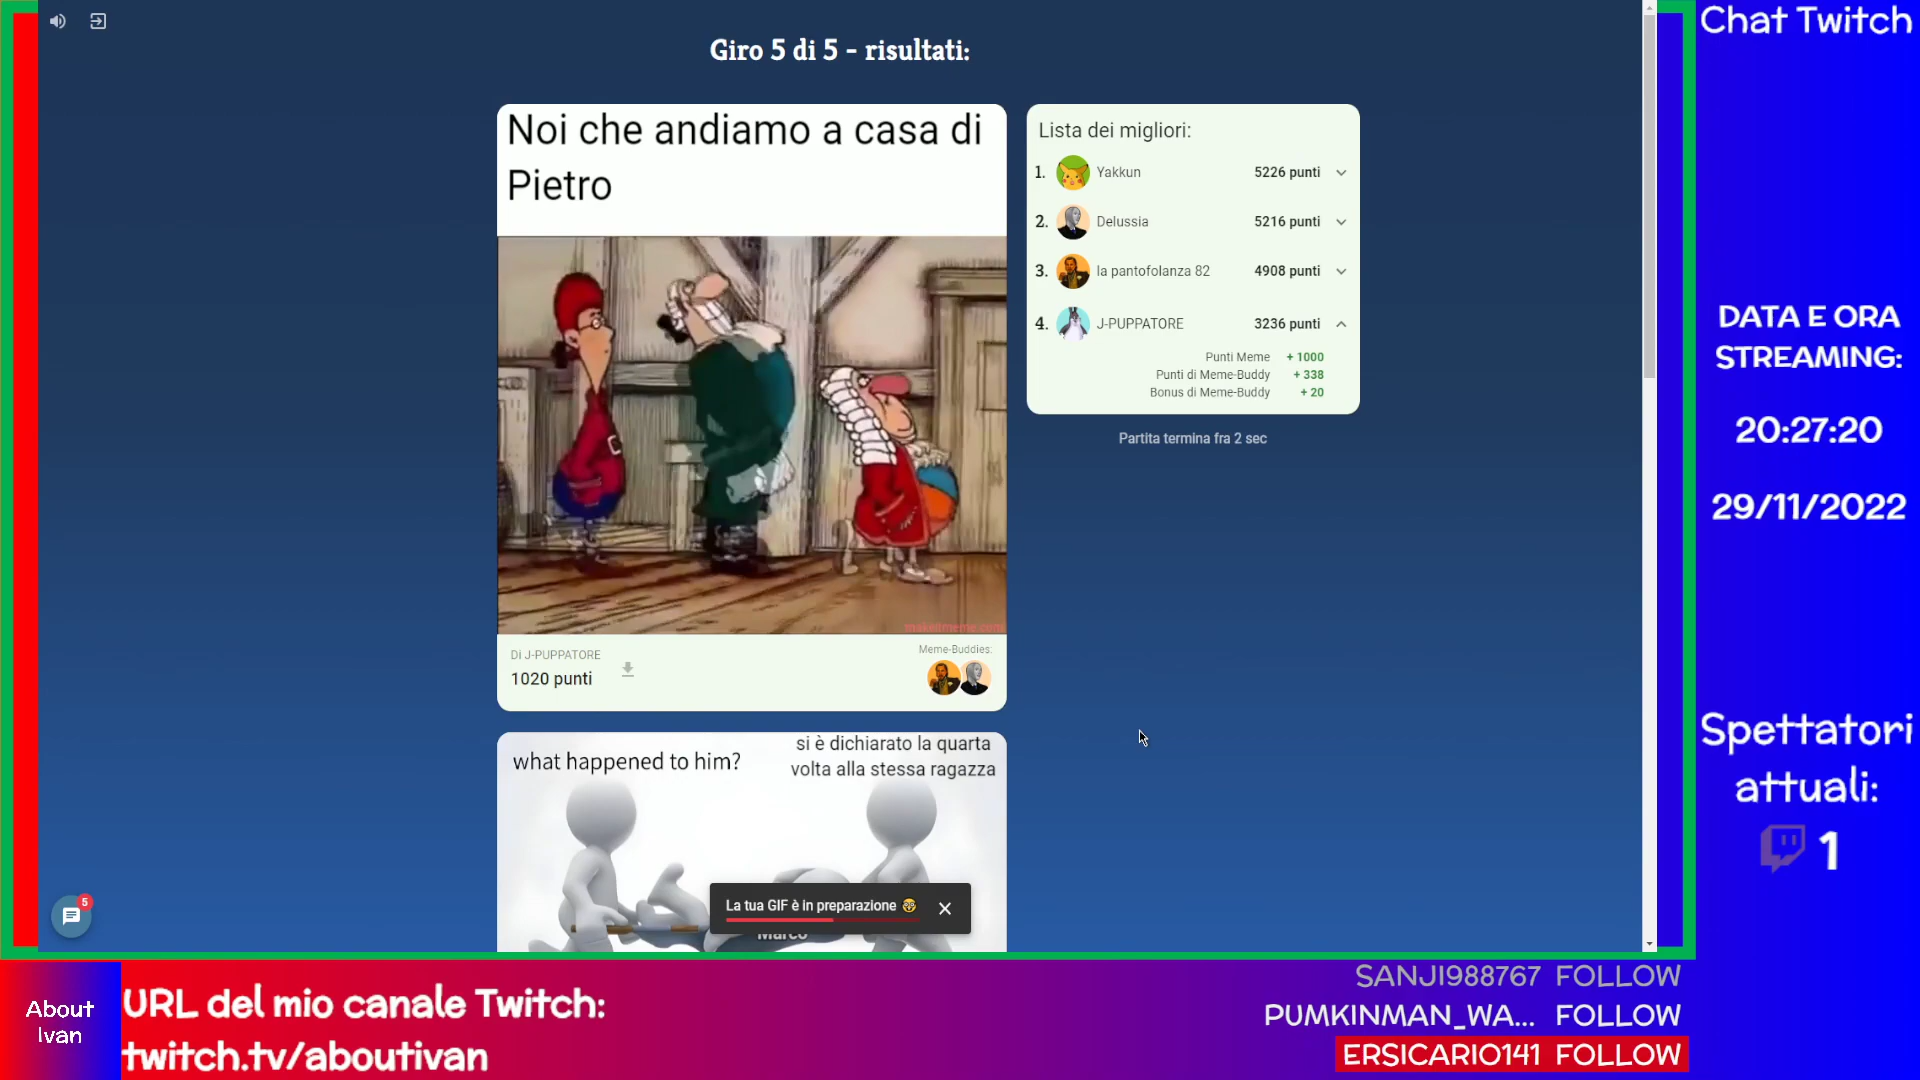 Giro 5 di 5 - risultati:
Noi che andiamo a casa di
Pietro
makeitmeme.com
Di J-PUPPATORE
1020 punti
Meme-Buddies:
what happened to him?
si è dichiarato la quarta
volta alla stessa ragazza
Marco
La tua GIF è in preparazione
5
Lista dei migliori:
1. Yakkun 5226 punti
2. Delussia 5216 punti
3. la pantofolanza 82 4908 punti
4. J-PUPPATORE 3236 punti
Punti Meme + 1000
Punti di Meme-Buddy + 338
Bonus di Meme-Buddy + 20
Partita termina fra 2 sec
Chat Twitch
DATA E ORA
STREAMING:
20:27:20
29/11/2022
Spettatori
attuali:
1
About
Ivan
URL del mio canale Twitch:
twitch.tv/aboutivan
SANJI988767 FOLLOW
PUMKINMAN_WA... FOLLOW
ERSICARIO141 FOLLOW